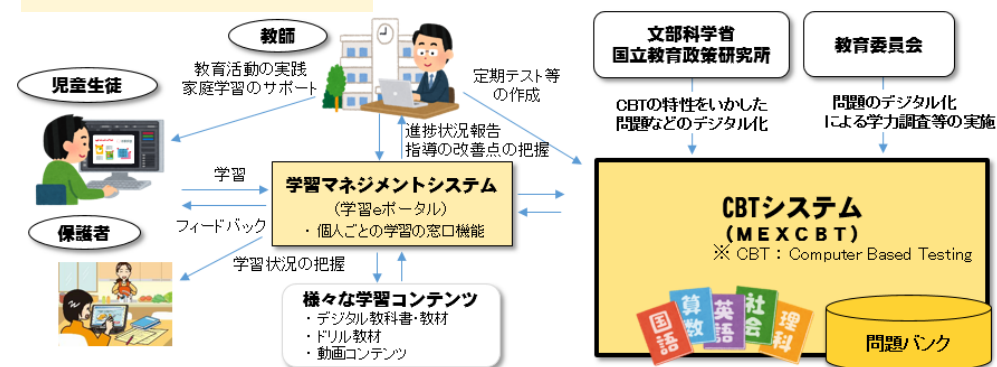 教師
文部科学省
国立教育政策研究所
教育委員会
児童生徒
教育活動の実践
家庭学習のサポート
定期テスト等
の作成
CBTの特性をいかした
問題などのデジタル化
問題のデジタル化
による学力調査等の実施
進捗状況報告
指導の改善点の把握
学習
学習マネジメントシステム
(学習eポータル)
・個人ごとの学習の窓口機能
フィードバック
保護者
学習状況の把握
CBTシステム
(MEXCBT)
※ CBT:Computer Based Testing
様々な学習コンテンツ
・デジタル教科書・教材
・ドリル教材
・動画コンテンツ
国語
算数
英語
社会
理科
問題バンク